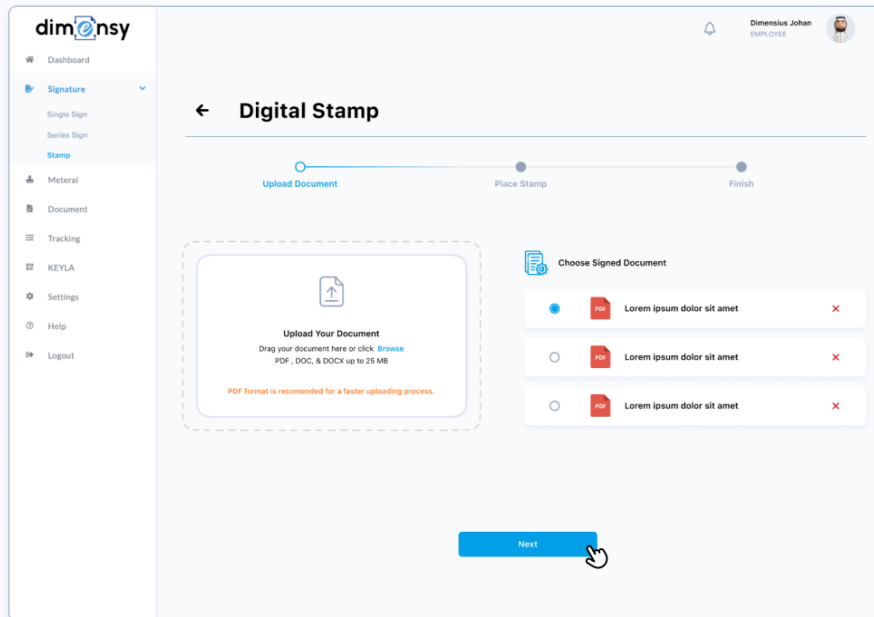 dimensy
Dimensius Johan
EMPLOYEE
Dashboard
Signature
Single Sign
Series Sign
Stamp
Meterai
Document
Tracking
KEYLA
Settings
Help
Logout
Digital Stamp
Upload Document
Place Stamp
Finish
Upload Your Document
Drag your document here or click Browse
PDF , DOC, & DOCX up to 25 MB
PDF format is recomended for a faster uploading process.
Choose Signed Document
PDF Lorem ipsum dolor sit amet
PDF Lorem ipsum dolor sit amet
PDF Lorem ipsum dolor sit amet
Next